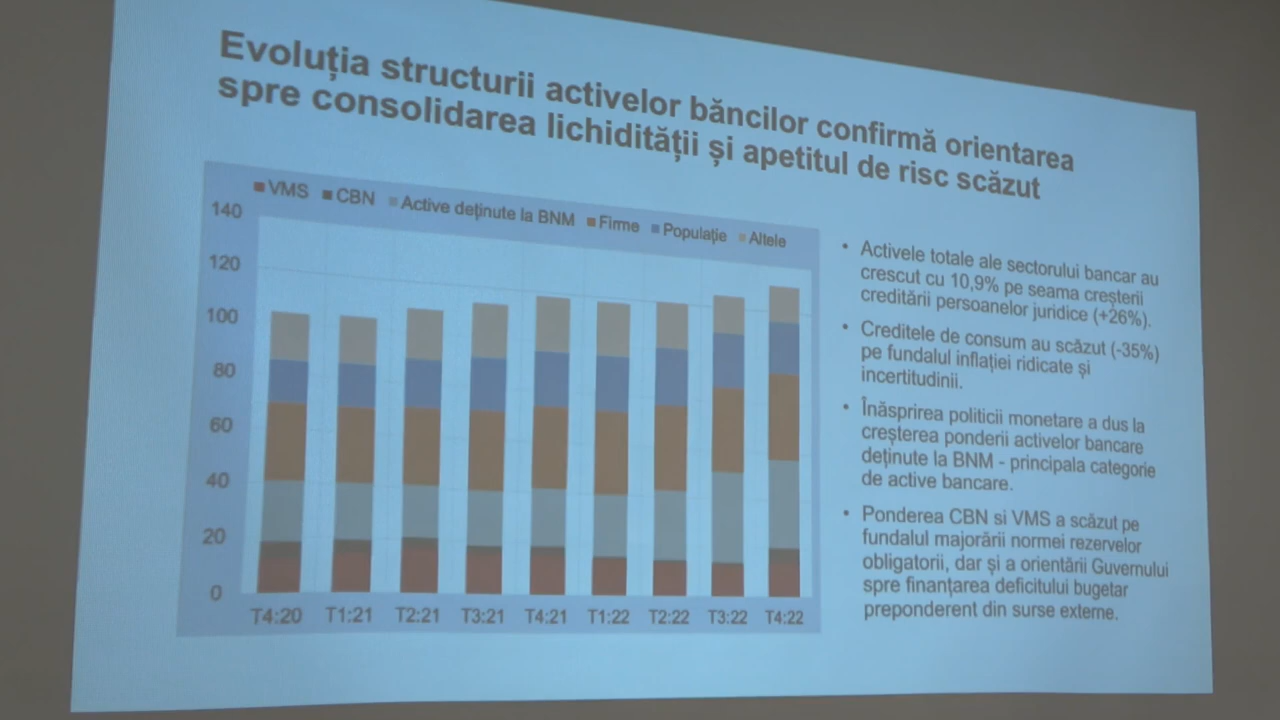 Evoluția structurii activelor băncilor confirmă orientarea
spre consolidarea lichidității și apetitul de risc scăzut
VMS CBN Active deținute la BNM Firme Populație Altele
140
120
100
80
60
40
20
0
T4:20 T1:21 T2:21 T3:21 T4:21 T1:22 T2:22 T3:22 T4:22
• Activele totale ale sectorului bancar au
crescut cu 10,9% pe seama creșterii
creditării persoanelor juridice (+26%).
• Creditele de consum au scăzut (-35%)
pe fundalul inflației ridicate și
incertitudinii.
• Înăsprirea politicii monetare a dus la
creșterea ponderii activelor bancare
deținute la BNM - principala categorie
de active bancare.
• Ponderea CBN si VMS a scăzut pe
fundalul majorării normei rezervelor
obligatorii, dar și a orientării Guvernului
spre finanțarea deficitului bugetar
preponderent din surse externe.